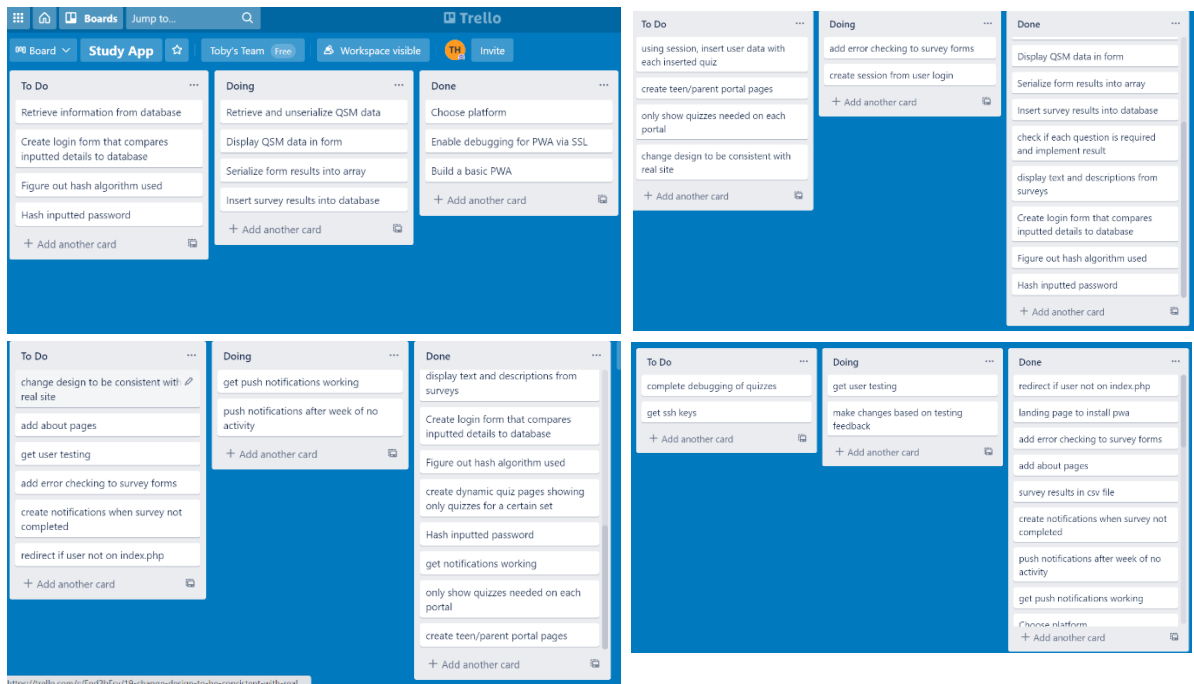 Boards
Jump to...
Trello
Board
Study App
Toby's Team Free
Workspace visible
TH
Invite
To Do
Retrieve information from database
Create login form that compares
inputted details to database
Figure out hash algorithm used
Hash inputted password
+ Add another card
Doing
Retrieve and unserialize QSM data
Display QSM data in form
Serialize form results into array
Insert survey results into database
+ Add another card
Done
Choose platform
Enable debugging for PWA via SSL
Build a basic PWA
+ Add another card
To Do
using session, insert user data with
each inserted quiz
create teen/parent portal pages
only show quizzes needed on each
portal
change design to be consistent with
real site
+ Add another card
Doing
add error checking to survey forms
create session from user login
+ Add another card
Done
Display QSM data in form
Serialize form results into array
Insert survey results into database
check if each question is required
and implement result
display text and descriptions from
surveys
Create login form that compares
inputted details to database
Figure out hash algorithm used
Hash inputted password
+ Add another card
To Do
change design to be consistent with
real site
add about pages
get user testing
add error checking to survey forms
create notifications when survey not
completed
redirect if user not on index.php
+ Add another card
Doing
get push notifications working
push notifications after week of no
activity
+ Add another card
Done
display text and descriptions from
surveys
Create login form that compares
inputted details to database
Figure out hash algorithm used
create dynamic quiz pages showing
only quizzes for a certain set
Hash inputted password
get notifications working
only show quizzes needed on each
portal
create teen/parent portal pages
+ Add another card
To Do
complete debugging of quizzes
get ssh keys
+ Add another card
Doing
get user testing
make changes based on testing
feedback
+ Add another card
Done
redirect if user not on index.php
landing page to install pwa
add error checking to survey forms
add about pages
survey results in csv file
create notifications when survey not
completed
push notifications after week of no
activity
get push notifications working
Choose platform
+ Add another card